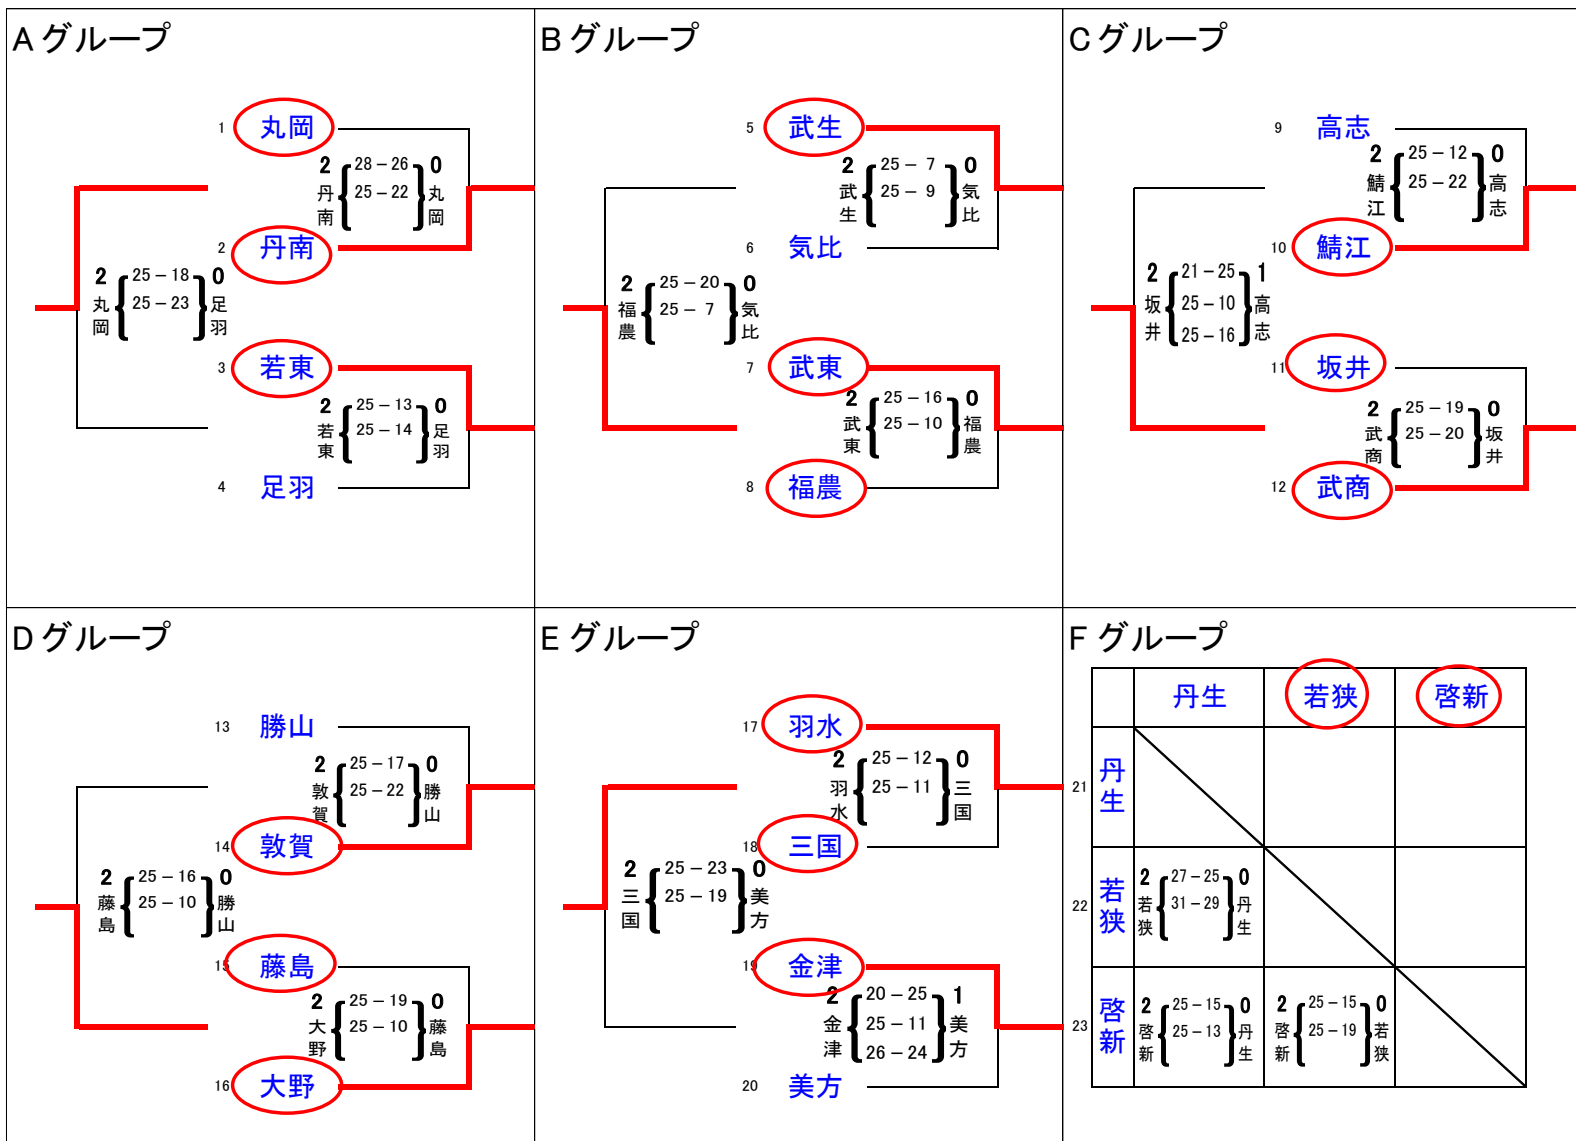 Aグループ
1 丸岡
2 28－26 0
丹南 25－22 丸岡
2 丹南
2 25－18 0
丸岡 25－23 足羽
3 若東
2 25－13 0
若東 25－14 足羽
4 足羽
Bグループ
5 武生
2 25－7 0
武生 25－9 気比
6 気比
2 25－20 0
福農 25－7 気比
7 武東
2 25－16 0
武東 25－10 福農
8 福農
Cグループ
9 高志
2 25－12 0
鯖江 25－22 高志
10 鯖江
2 21－25 1
坂井 25－10 高志
25－16
11 坂井
2 25－19 0
武商 25－20 坂井
12 武商
Dグループ
13 勝山
2 25－17 0
敦賀 25－22 勝山
14 敦賀
2 25－16 0
藤島 25－10 勝山
15 藤島
2 25－19 0
大野 25－10 藤島
16 大野
Eグループ
17 羽水
2 25－12 0
羽水 25－11 三国
18 三国
2 25－23 0
三国 25－19 美方
19 金津
2 20－25 1
金津 25－11 美方
26－24
20 美方
Fグループ
丹生 若狭 啓新
21 丹生
22 若狭
2 27－25 0
若狭 31－29 丹生
23 啓新
2 25－15 0
啓新 25－13 丹生
2 25－15 0
啓新 25－19 若狭